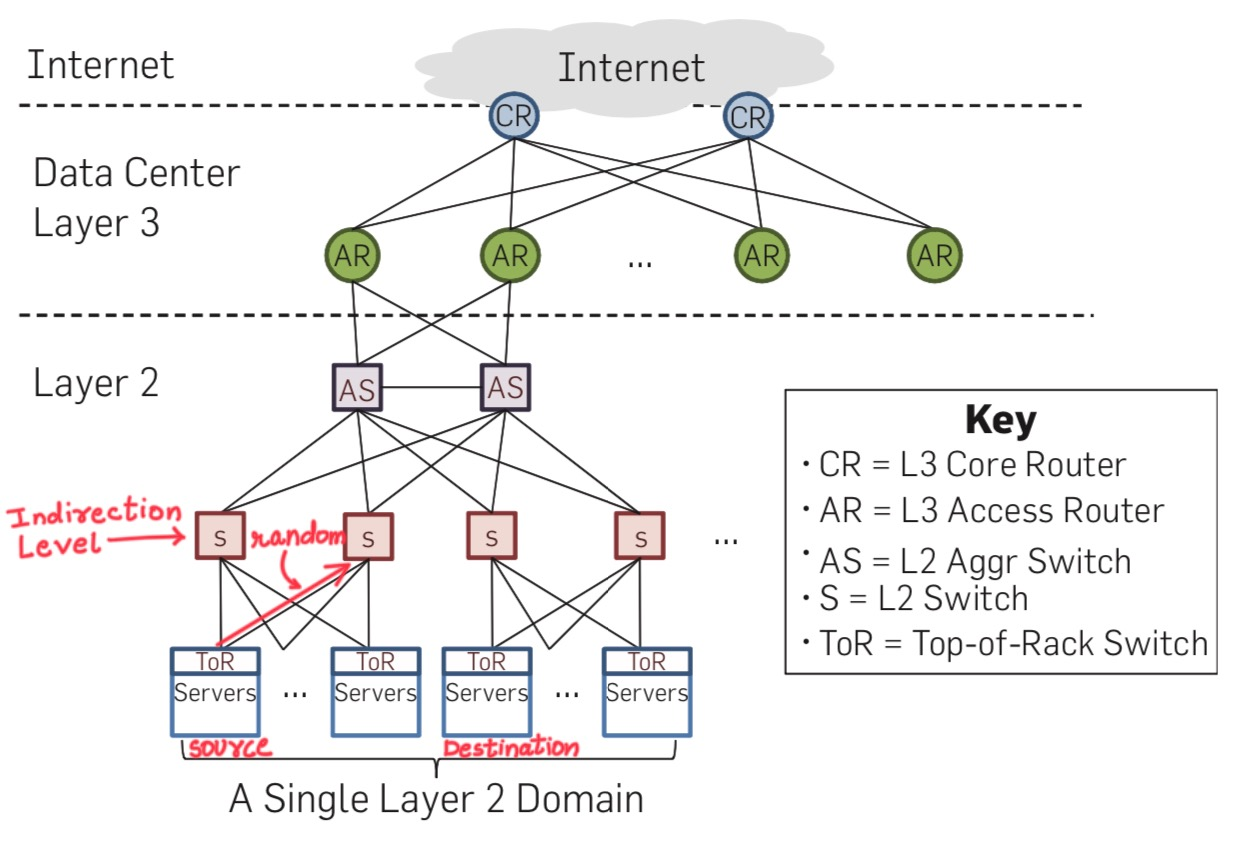 Internet
Internet
CR CR
Data Center
Layer 3
AR AR ... AR AR
Layer 2
AS AS
Key
· CR = L3 Core Router
· AR = L3 Access Router
· AS = L2 Aggr Switch
· S = L2 Switch
· ToR = Top-of-Rack Switch
Indirection
Level
random
s s s s ...
ToR ToR ToR ToR
Servers ... Servers Servers ... Servers
source Destination
A Single Layer 2 Domain